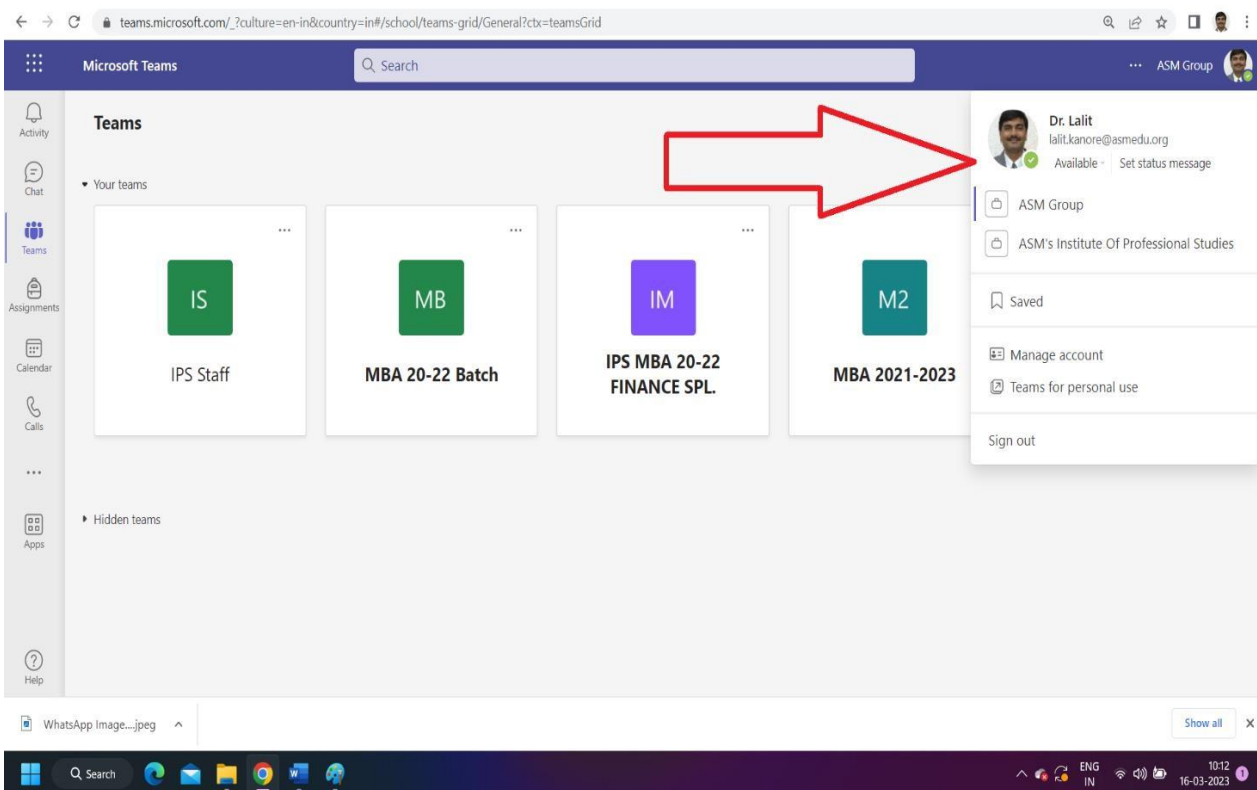 teams.microsoft.com/_?culture=en-in&country=in#/school/teams-grid/General?ctx=teamsGrid
Microsoft Teams
Search
ASM Group
Activity
Chat
Teams
Assignments
Calendar
Calls
Apps
Help
Teams
Your teams
IS
IPS Staff
MB
MBA 20-22 Batch
IM
IPS MBA 20-22
FINANCE SPL.
M2
MBA 2021-2023
Hidden teams
Dr. Lalit
lalit.kanore@asmedu.org
Available
Set status message
ASM Group
ASM's Institute Of Professional Studies
Saved
Manage account
Teams for personal use
Sign out
WhatsApp Image....jpeg
Show all
Search
ENG
IN
10:12
16-03-2023
1